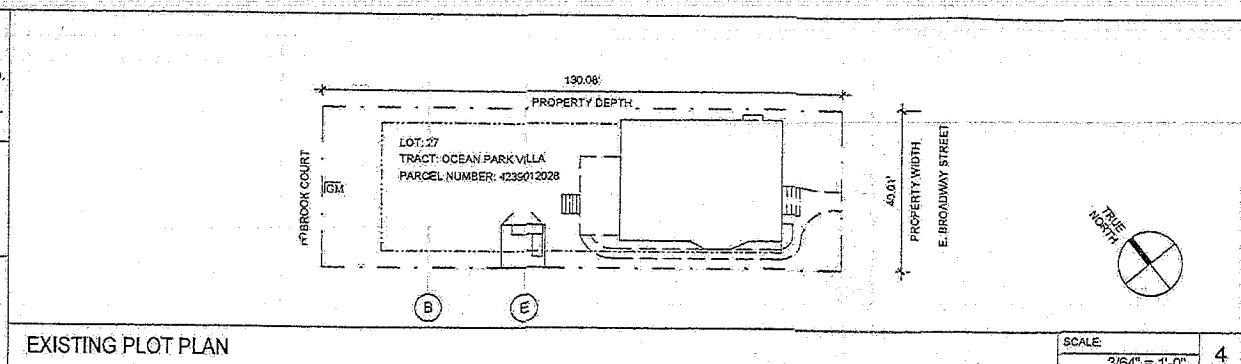 130.08'
PROPERTY DEPTH
LOT: 27
TRACT: OCEAN PARK VILLA
PARCEL NUMBER: 4239012028
BROOK COURT
GM
40.01'
PROPERTY WIDTH
E. BROADWAY STREET
TRUE
NORTH
B
E
EXISTING PLOT PLAN
SCALE:
3/64" = 1'-0"
4